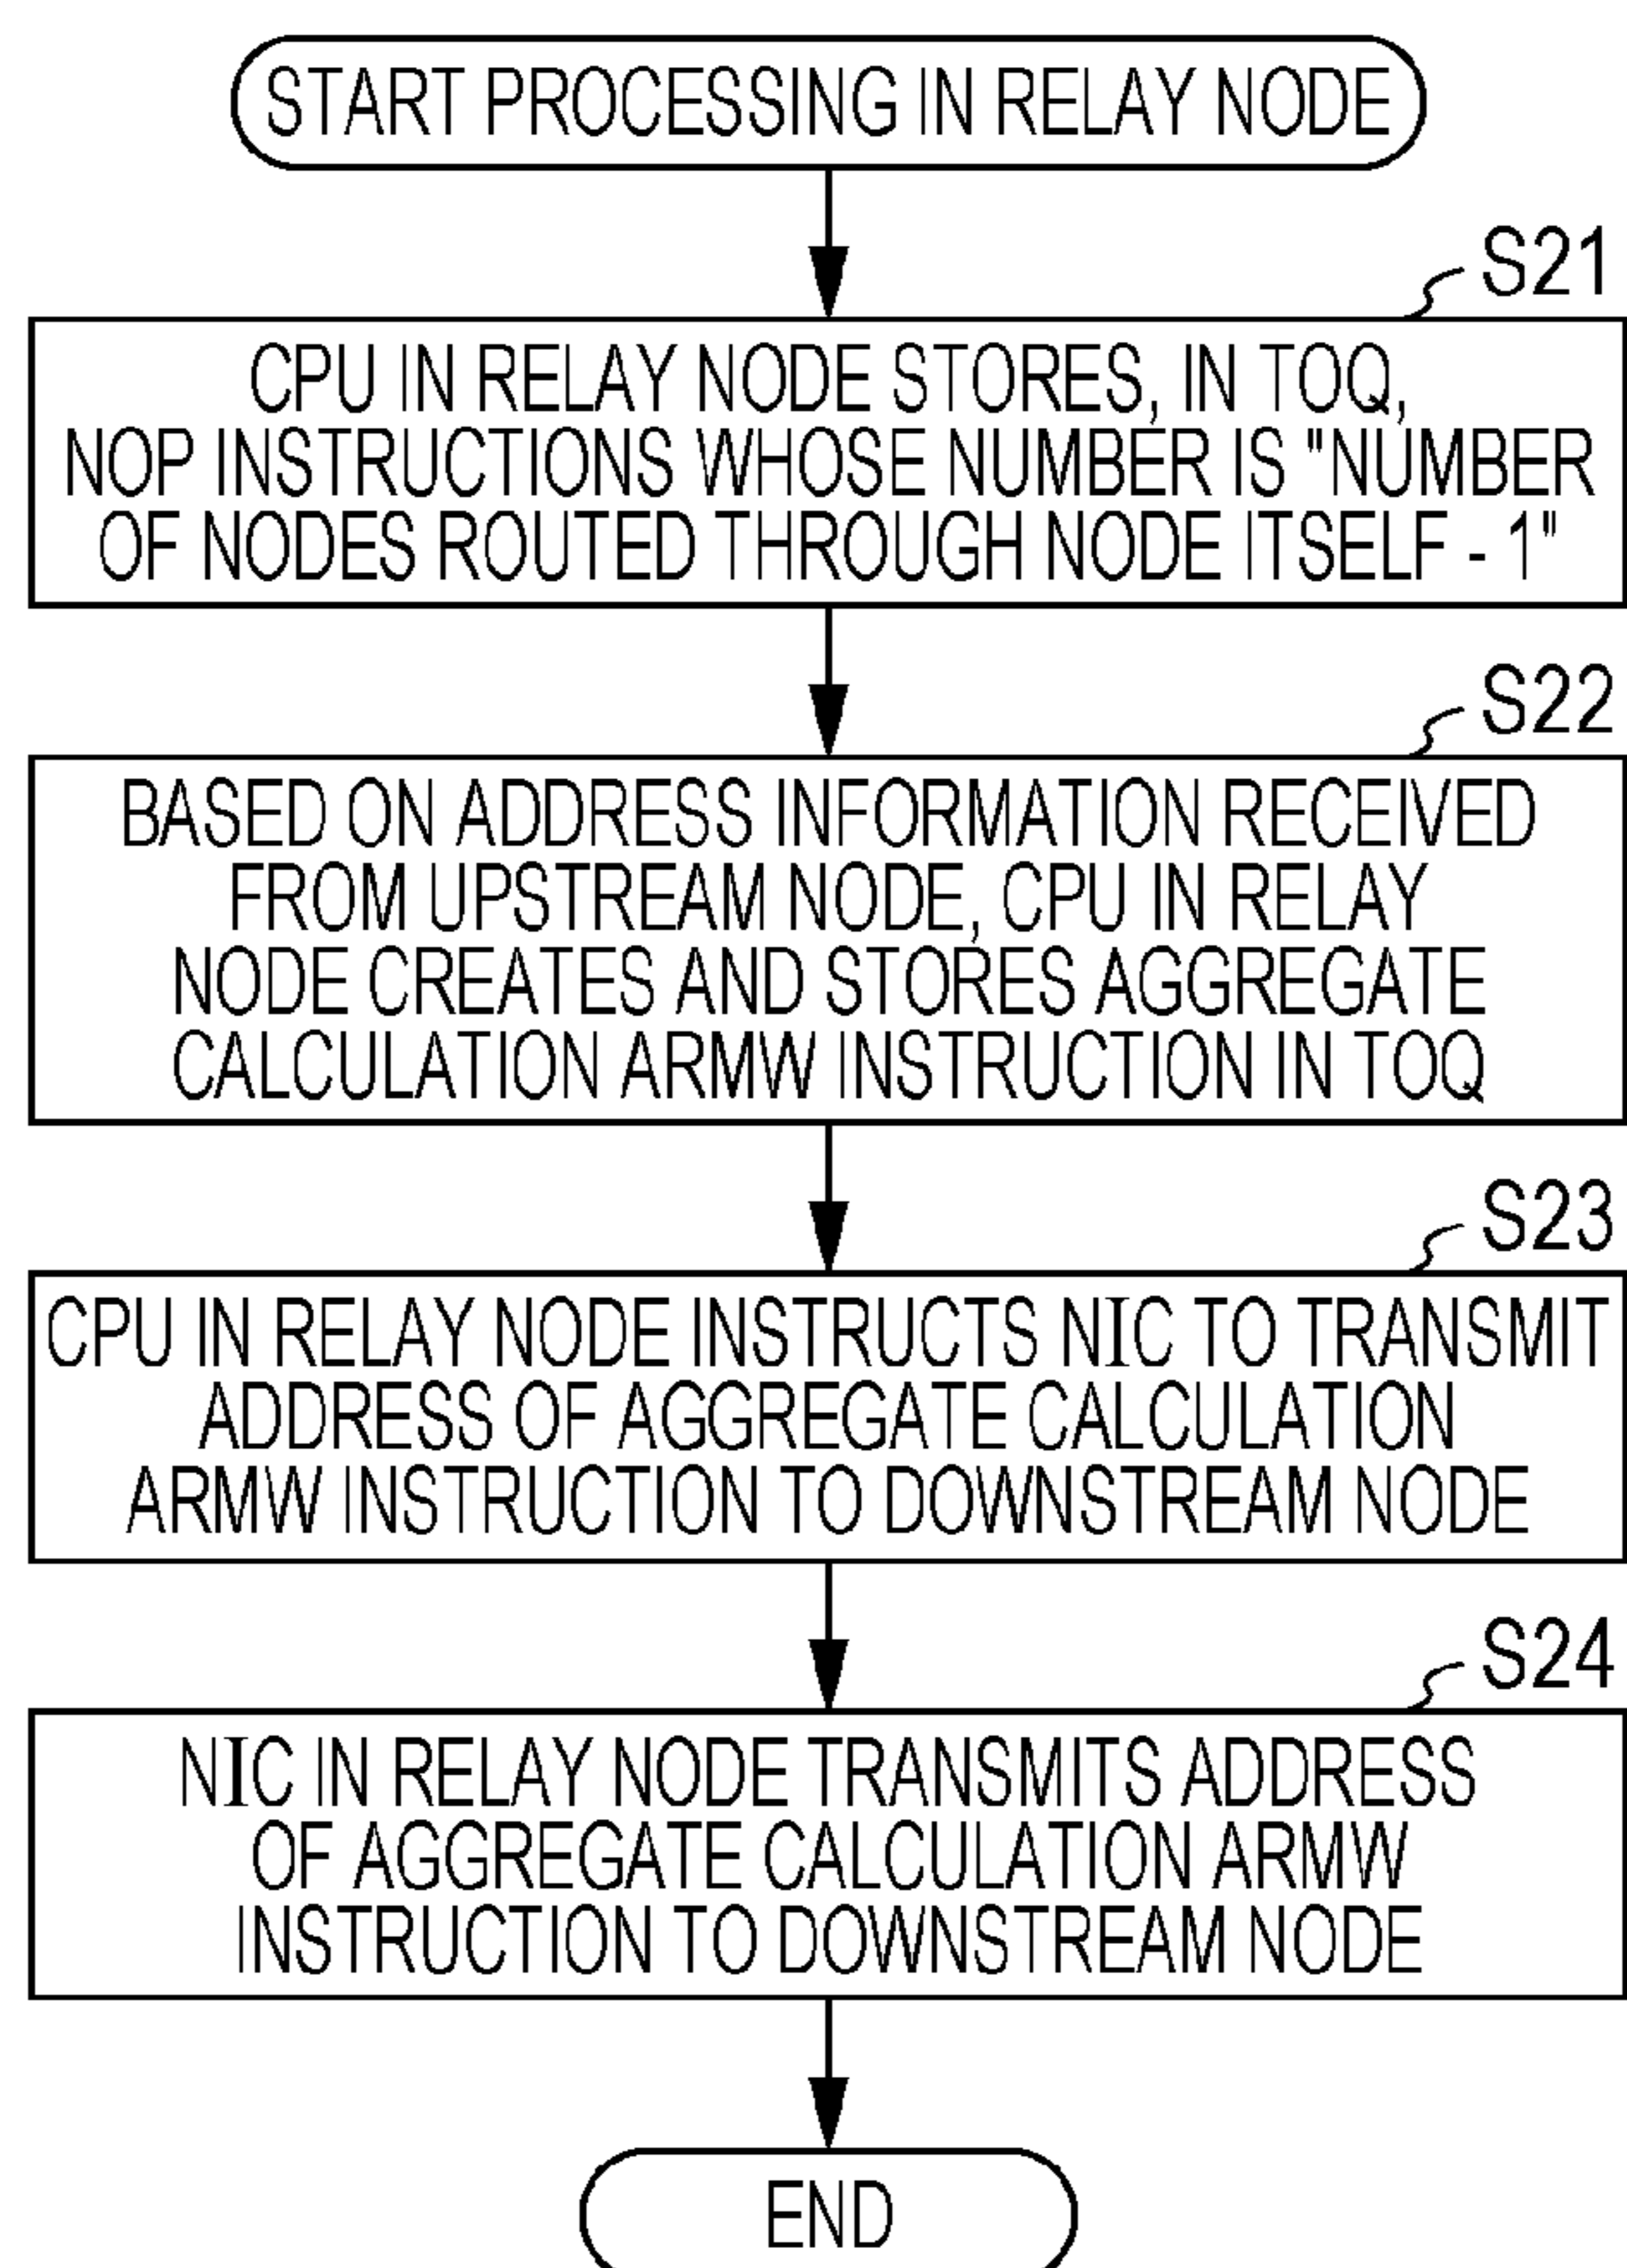 START PROCESSING IN RELAY NODE
S21
CPU IN RELAY NODE STORES, IN TOQ,
NOP INSTRUCTIONS WHOSE NUMBER IS "NUMBER
OF NODES ROUTED THROUGH NODE ITSELF - 1"
S22
BASED ON ADDRESS INFORMATION RECEIVED
FROM UPSTREAM NODE, CPU IN RELAY
NODE CREATES AND STORES AGGREGATE
CALCULATION ARMW INSTRUCTION IN TOQ
S23
CPU IN RELAY NODE INSTRUCTS NIC TO TRANSMIT
ADDRESS OF AGGREGATE CALCULATION
ARMW INSTRUCTION TO DOWNSTREAM NODE
S24
NIC IN RELAY NODE TRANSMITS ADDRESS
OF AGGREGATE CALCULATION ARMW
INSTRUCTION TO DOWNSTREAM NODE
END